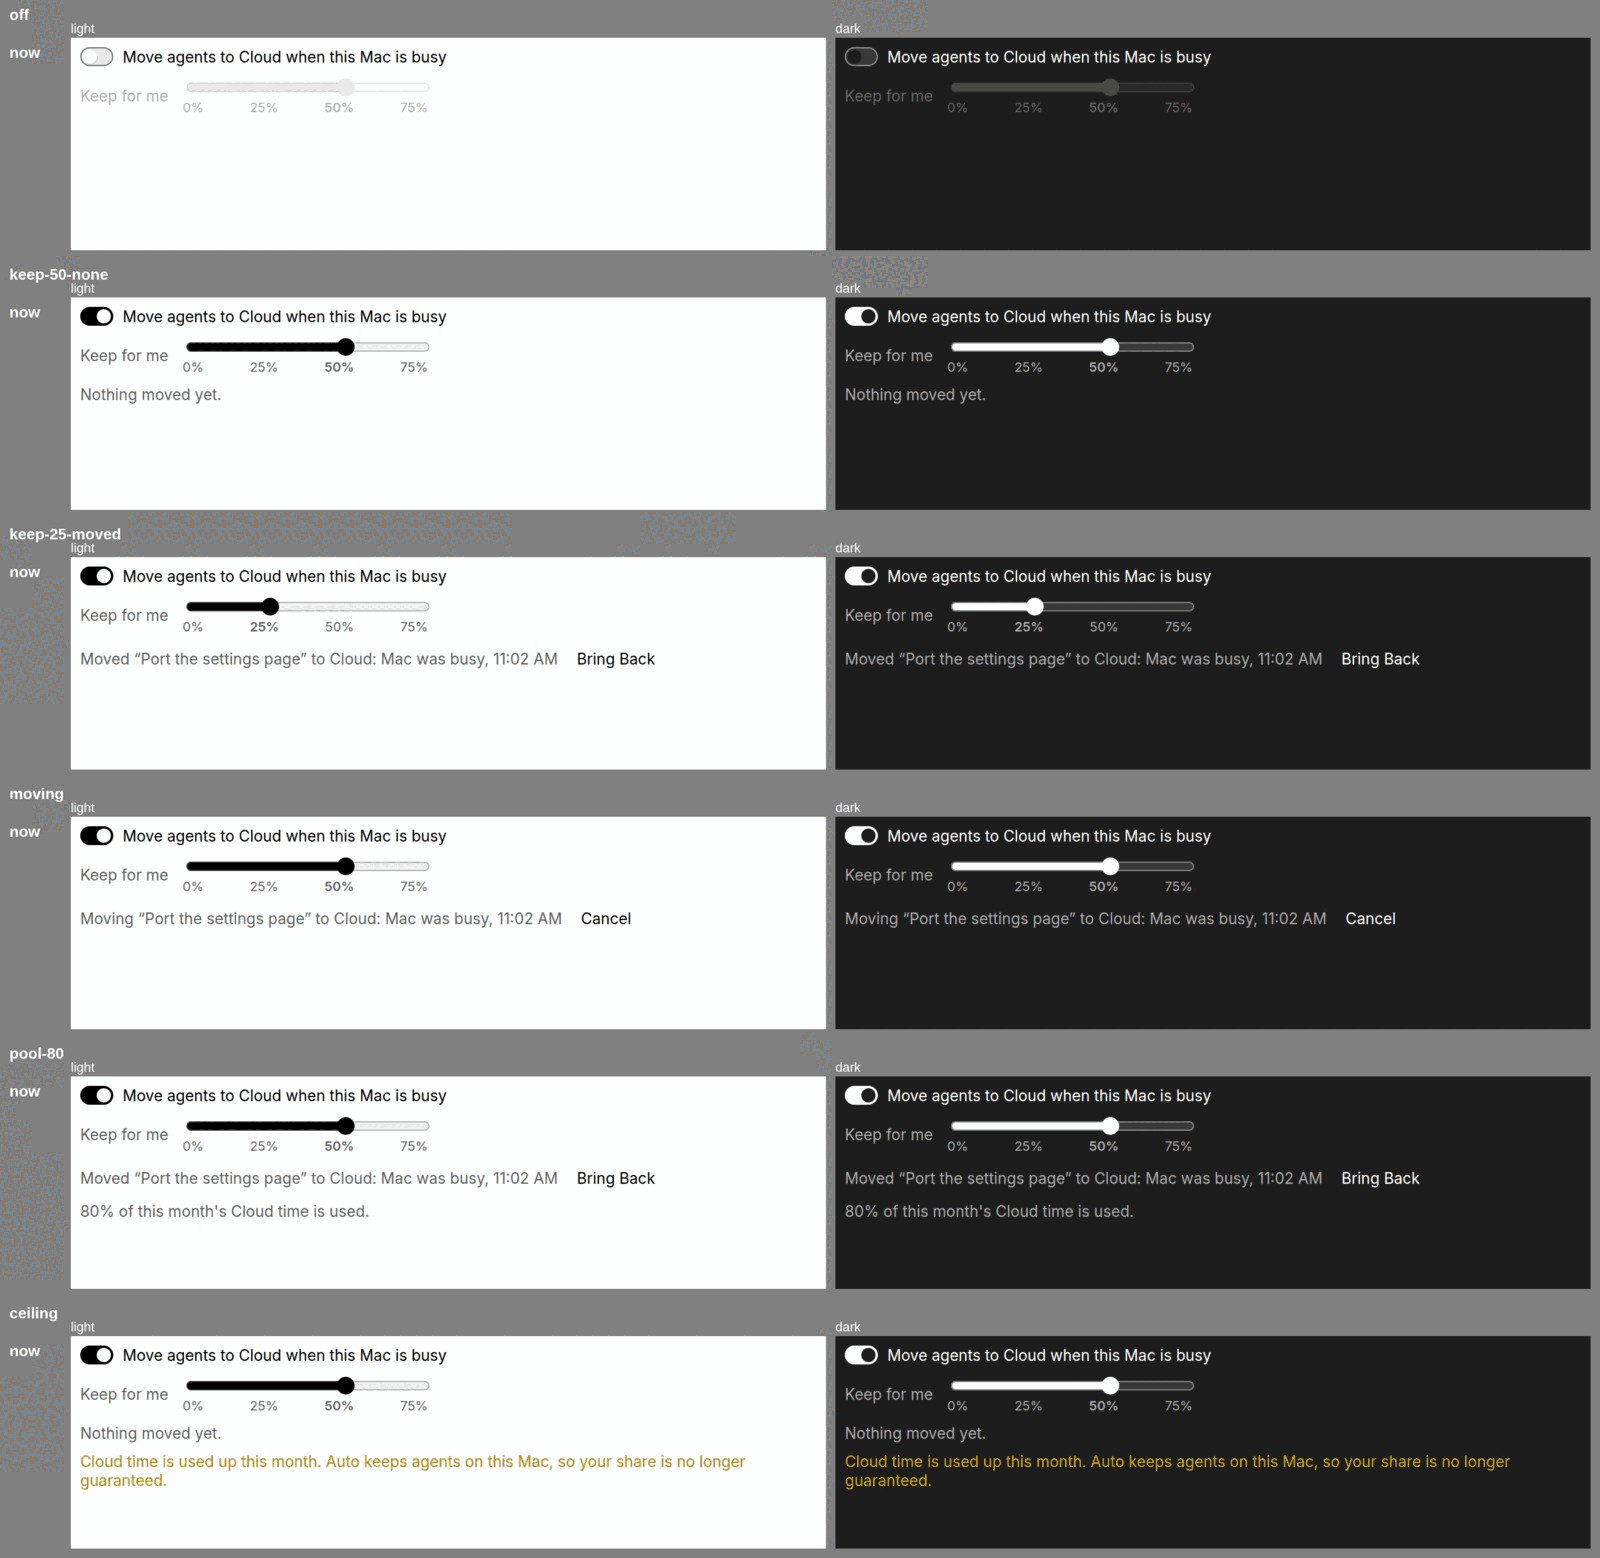 off
light dark
now
Move agents to Cloud when this Mac is busy Move agents to Cloud when this Mac is busy
Keep for me Keep for me
0% 25% 50% 75% 0% 25% 50% 75%
keep-50-none
light dark
now
Move agents to Cloud when this Mac is busy Move agents to Cloud when this Mac is busy
Keep for me Keep for me
0% 25% 50% 75% 0% 25% 50% 75%
Nothing moved yet. Nothing moved yet.
keep-25-moved
light dark
now
Move agents to Cloud when this Mac is busy Move agents to Cloud when this Mac is busy
Keep for me Keep for me
0% 25% 50% 75% 0% 25% 50% 75%
Moved “Port the settings page” to Cloud: Mac was busy, 11:02 AM Bring Back Moved “Port the settings page” to Cloud: Mac was busy, 11:02 AM Bring Back
moving
light dark
now
Move agents to Cloud when this Mac is busy Move agents to Cloud when this Mac is busy
Keep for me Keep for me
0% 25% 50% 75% 0% 25% 50% 75%
Moving “Port the settings page” to Cloud: Mac was busy, 11:02 AM Cancel Moving “Port the settings page” to Cloud: Mac was busy, 11:02 AM Cancel
pool-80
light dark
now
Move agents to Cloud when this Mac is busy Move agents to Cloud when this Mac is busy
Keep for me Keep for me
0% 25% 50% 75% 0% 25% 50% 75%
Moved “Port the settings page” to Cloud: Mac was busy, 11:02 AM Bring Back Moved “Port the settings page” to Cloud: Mac was busy, 11:02 AM Bring Back
80% of this month's Cloud time is used. 80% of this month's Cloud time is used.
ceiling
light dark
now
Move agents to Cloud when this Mac is busy Move agents to Cloud when this Mac is busy
Keep for me Keep for me
0% 25% 50% 75% 0% 25% 50% 75%
Nothing moved yet. Nothing moved yet.
Cloud time is used up this month. Auto keeps agents on this Mac, so your share is no longer Cloud time is used up this month. Auto keeps agents on this Mac, so your share is no longer
guaranteed. guaranteed.